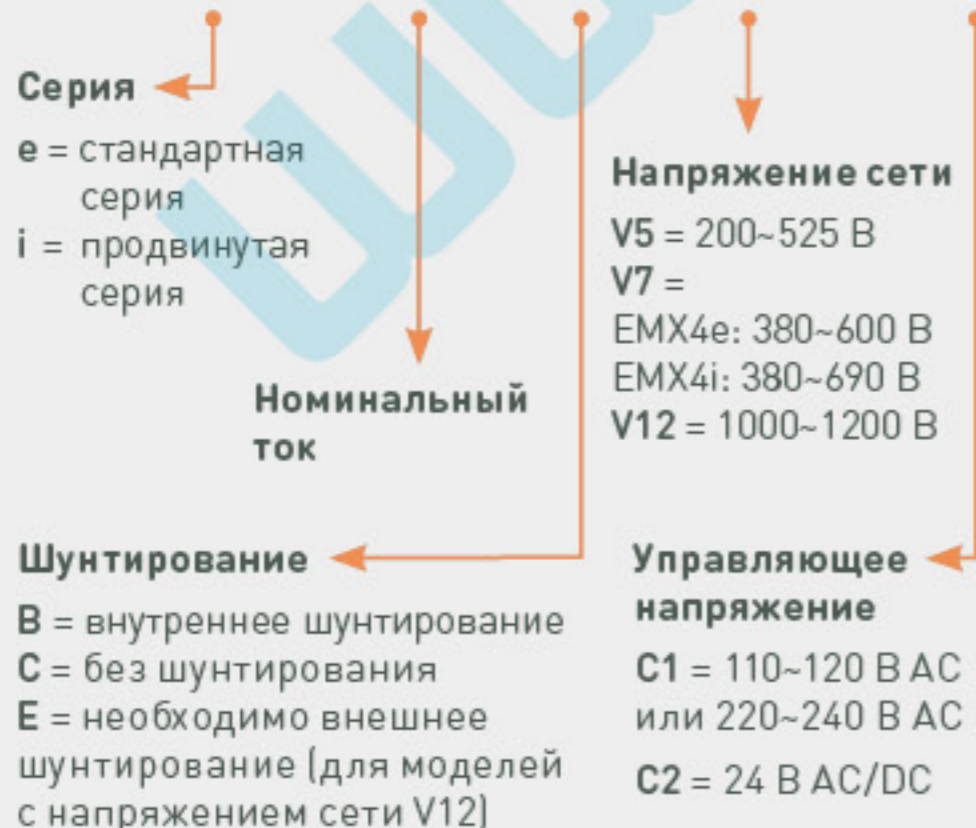 Серия
e = стандартная
серия
i = продвинутая
серия
Номинальный
ток
Напряжение сети
V5 = 200~525 В
V7 =
EMX4e: 380~600 В
EMX4i: 380~690 В
V12 = 1000~1200 В
Шунтирование
B = внутреннее шунтирование
C = без шунтирования
E = необходимо внешнее
шунтирование (для моделей
с напряжением сети V12)
Управляющее
напряжение
C1 = 110~120 В AC
или 220~240 В AC
C2 = 24 В AC/DC